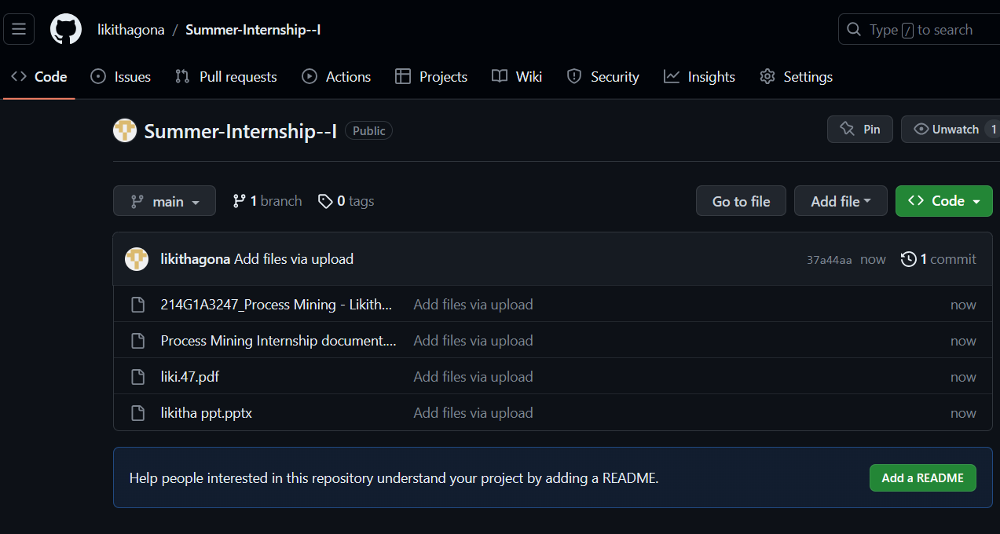 likithagona / Summer-Internship--I
Type / to search
Code Issues Pull requests Actions Projects Wiki Security Insights Settings
Summer-Internship--I Public
Pin Unwatch 1
main 1 branch 0 tags
Go to file Add file Code
likithagona Add files via upload 37a44aa now 1 commit
214G1A3247_Process Mining - Likith... Add files via upload now
Process Mining Internship document.... Add files via upload now
liki.47.pdf Add files via upload now
likitha ppt.pptx Add files via upload now
Help people interested in this repository understand your project by adding a README.
Add a README